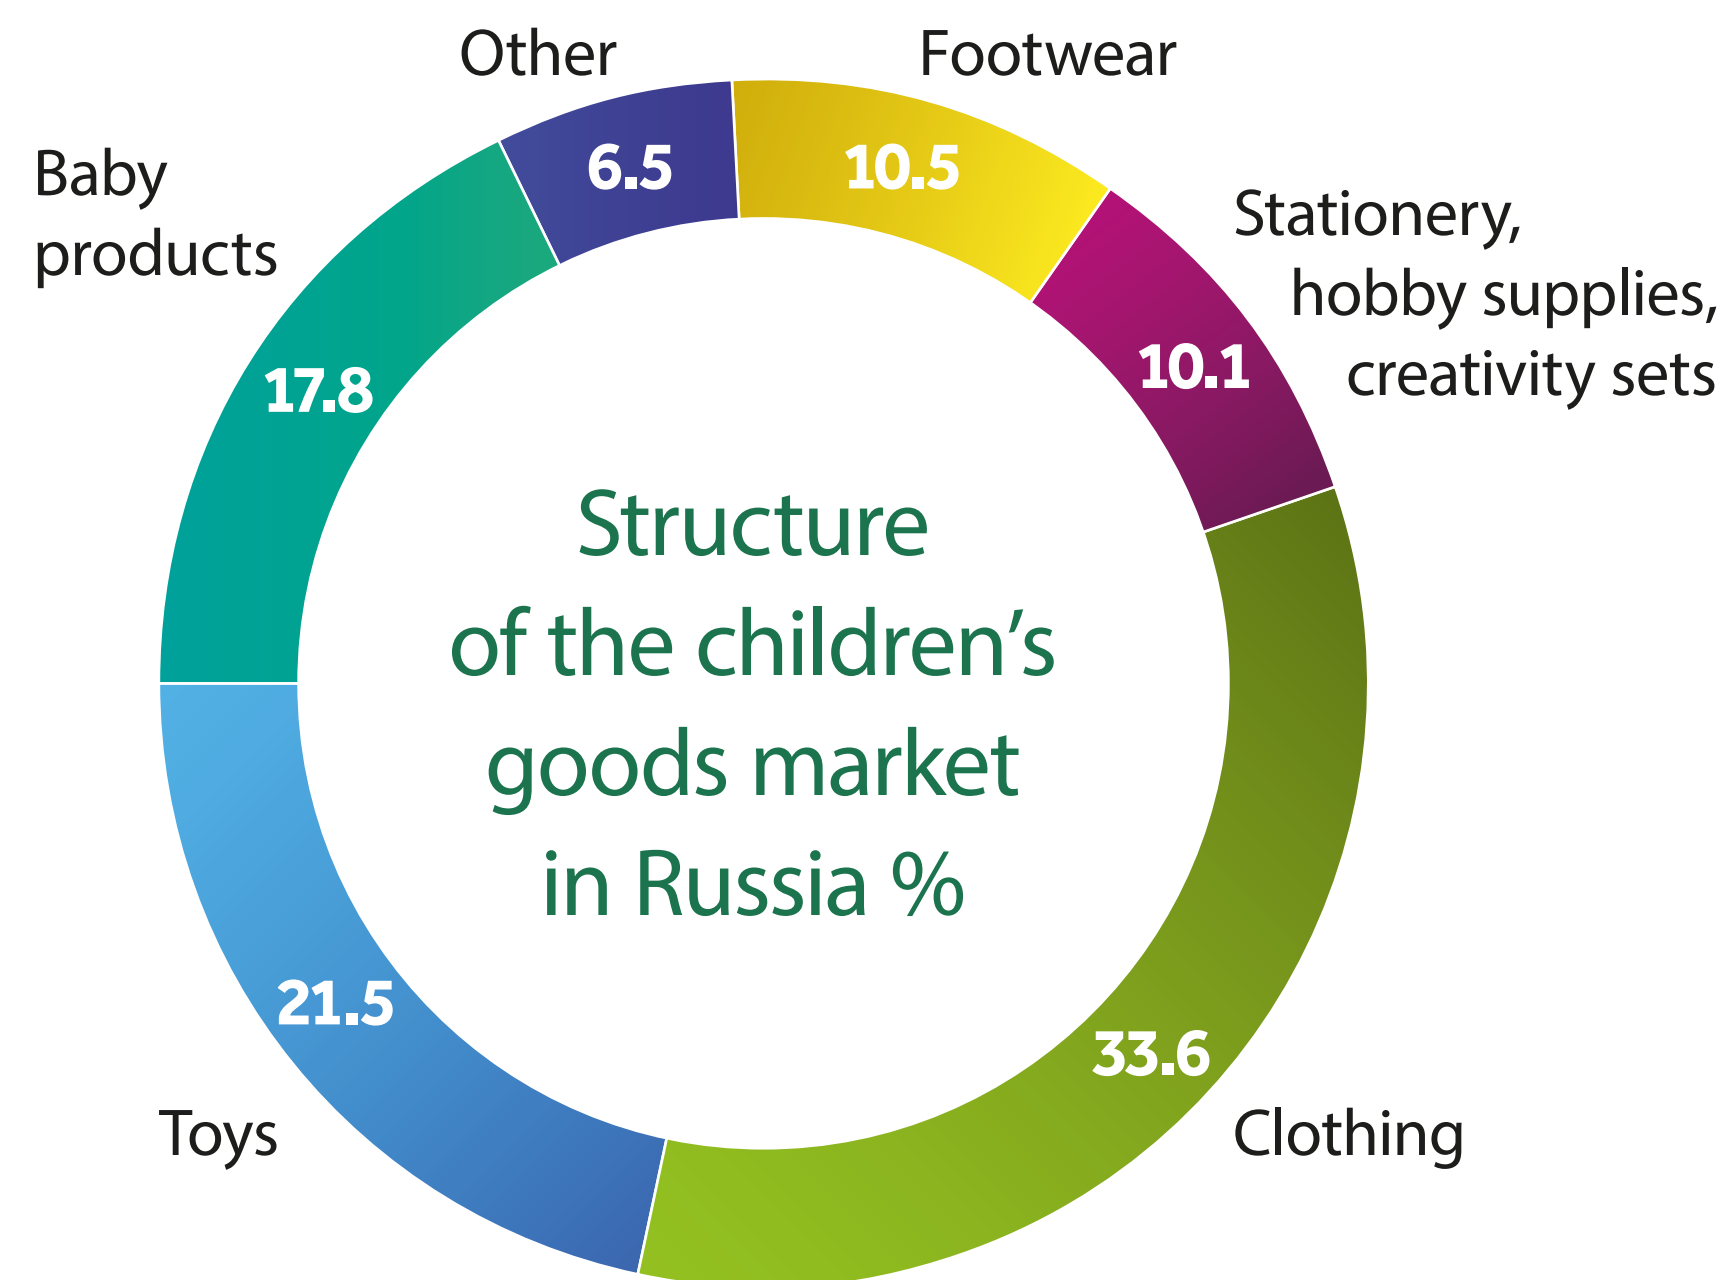 Other
Footwear
Baby
products
6.5
10.5
Stationery,
hobby supplies,
creativity sets
17.8
10.1
Structure
of the children’s
goods market
in Russia %
21.5
33.6
Toys
Clothing